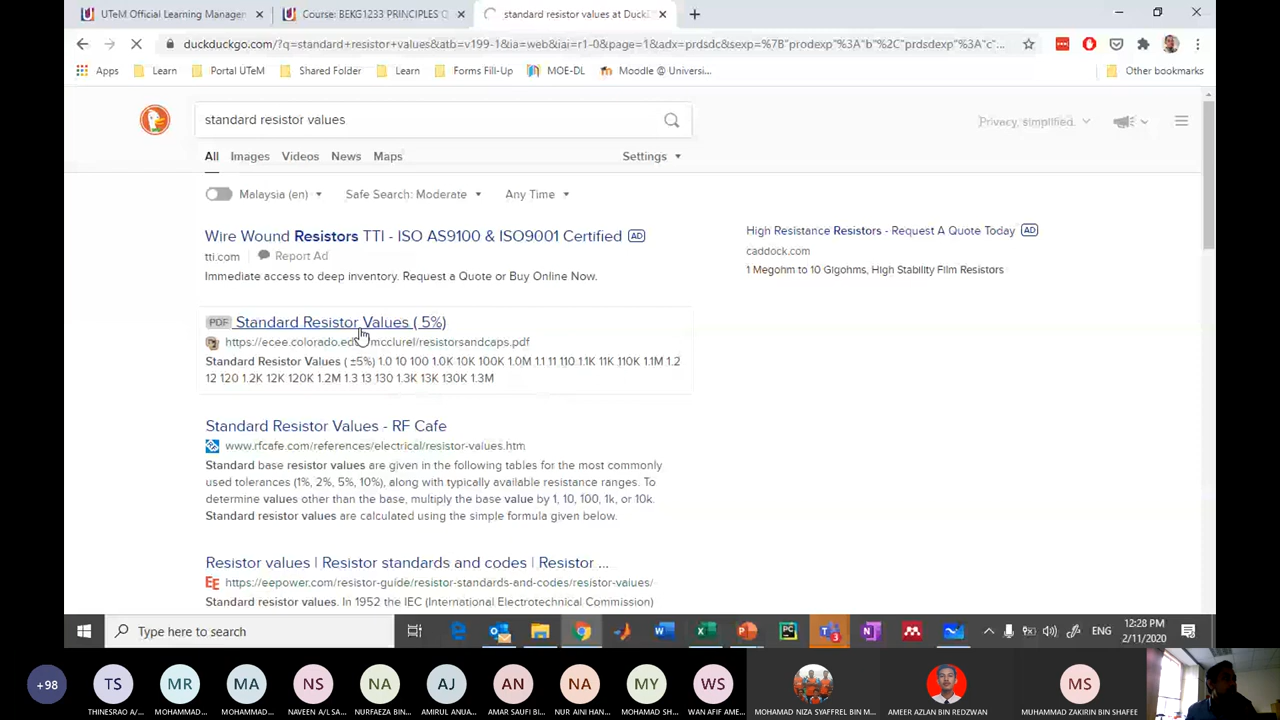 UTeM Official Learning Manager
Course: BEKG1233 PRINCIPLES O
standard resistor values at DuckD
duckduckgo.com/?q=standard+resistor+values&atb=v199-1&ia=web&iai=r1-0&page=1&adx=prdsdc&sexp=%7B"prodexp"%3A"b"%2C"prdsdexp"%3A"c"...
Apps
Learn
Portal UTeM
Shared Folder
Learn
Forms Fill-Up
MOE-DL
Moodle @ Universi...
Other bookmarks
standard resistor values
Privacy, simplified.
All Images Videos News Maps Settings
Malaysia (en) Safe Search: Moderate Any Time
Wire Wound Resistors TTI - ISO AS9100 & ISO9001 Certified AD
tti.com Report Ad
Immediate access to deep inventory. Request a Quote or Buy Online Now.
High Resistance Resistors - Request A Quote Today AD
caddock.com
1 Megohm to 10 Gigohms, High Stability Film Resistors
PDF Standard Resistor Values ( 5%)
https://ecee.colorado.ed mcclurel/resistorsandcaps.pdf
Standard Resistor Values ( ±5%) 1.0 10 100 1.0K 10K 100K 1.0M 1.1 11 110 1.1K 11K 110K 1.1M 1.2
12 120 1.2K 12K 120K 1.2M 1.3 13 130 1.3K 13K 130K 1.3M
Standard Resistor Values - RF Cafe
www.rfcafe.com/references/electrical/resistor-values.htm
Standard base resistor values are given in the following tables for the most commonly
used tolerances (1%, 2%, 5%, 10%), along with typically available resistance ranges. To
determine values other than the base, multiply the base value by 1, 10, 100, 1k, or 10k.
Standard resistor values are calculated using the simple formula given below.
Resistor values | Resistor standards and codes | Resistor ...
EE https://eepower.com/resistor-guide/resistor-standards-and-codes/resistor-values/
Standard resistor values. In 1952 the IEC (International Electrotechnical Commission)
Type here to search
ENG
12:28 PM
2/11/2020
+98
TS
MR
MA
NS
NA
AJ
AN
NA
MY
WS
MS
THINESRAO A/...
MOHAMMAD ...
MUHAMMAD ...
NAVEEN A/L SA...
NURFAEZA BIN...
AMIRUL ANUA...
AMAR SAUFI BI...
NUR AINI HAN...
MOHAMAD SH...
WAN AFIF AME...
MOHAMAD NIZA SYAFFREL BIN M...
AMEER AZLAN BIN REDZWAN
MUHAMMAD ZAKIRIN BIN SHAFEE